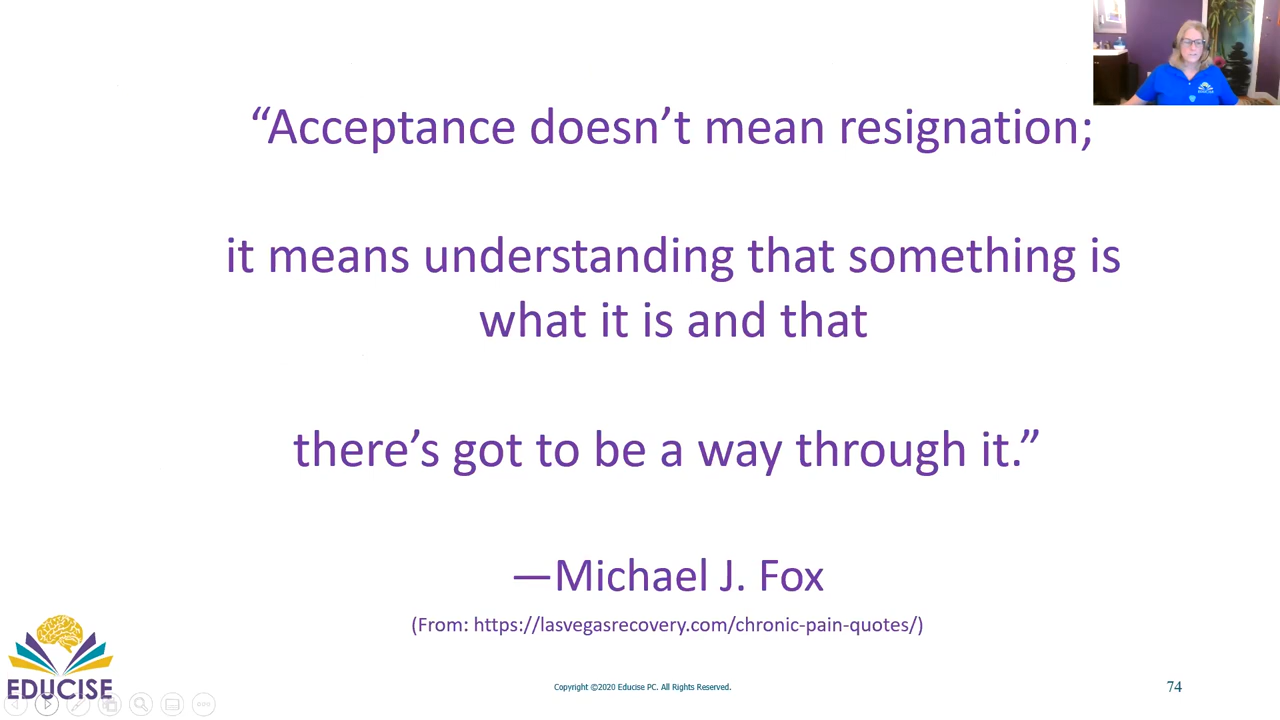 “Acceptance doesn’t mean resignation;
it means understanding that something is
what it is and that
there’s got to be a way through it.”
—Michael J. Fox
(From: https://lasvegasrecovery.com/chronic-pain-quotes/)
EDUCISE
EDUCISE
Copyright ©2020 Educise PC. All Rights Reserved.
74